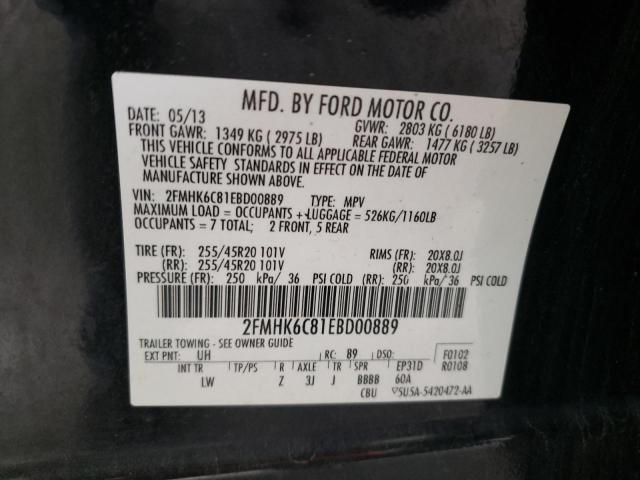 MFD. BY FORD MOTOR CO.
DATE: 05/13 GVWR: 2803 KG ( 6180 LB)
FRONT GAWR: 1349 KG ( 2975 LB) REAR GAWR: 1477 KG ( 3257 LB)
THIS VEHICLE CONFORMS TO ALL APPLICABLE FEDERAL MOTOR
VEHICLE SAFETY STANDARDS IN EFFECT ON THE DATE OF
MANUFACTURE SHOWN ABOVE.
VIN: 2FMHK6C81EBD00889 TYPE: MPV
MAXIMUM LOAD = OCCUPANTS + LUGGAGE = 526KG/1160LB
OCCUPANTS = 7 TOTAL; 2 FRONT, 5 REAR
TIRE (FR): 255/45R20 101V RIMS (FR): 20X8.0J
(RR): 255/45R20 101V (RR): 20X8.0J
PRESSURE (FR): 250 kPa/ 36 PSI COLD (RR): 250 kPa/ 36 PSI COLD
2FMHK6C81EBD00889
TRAILER TOWING - SEE OWNER GUIDE
EXT PNT: UH RC: 89 DSO: F0102
INT TR TP/PS R AXLE TR SPR EP31D R0108
LW Z 3J J BBBB 60A
CBU 5U5A-5420472-AA